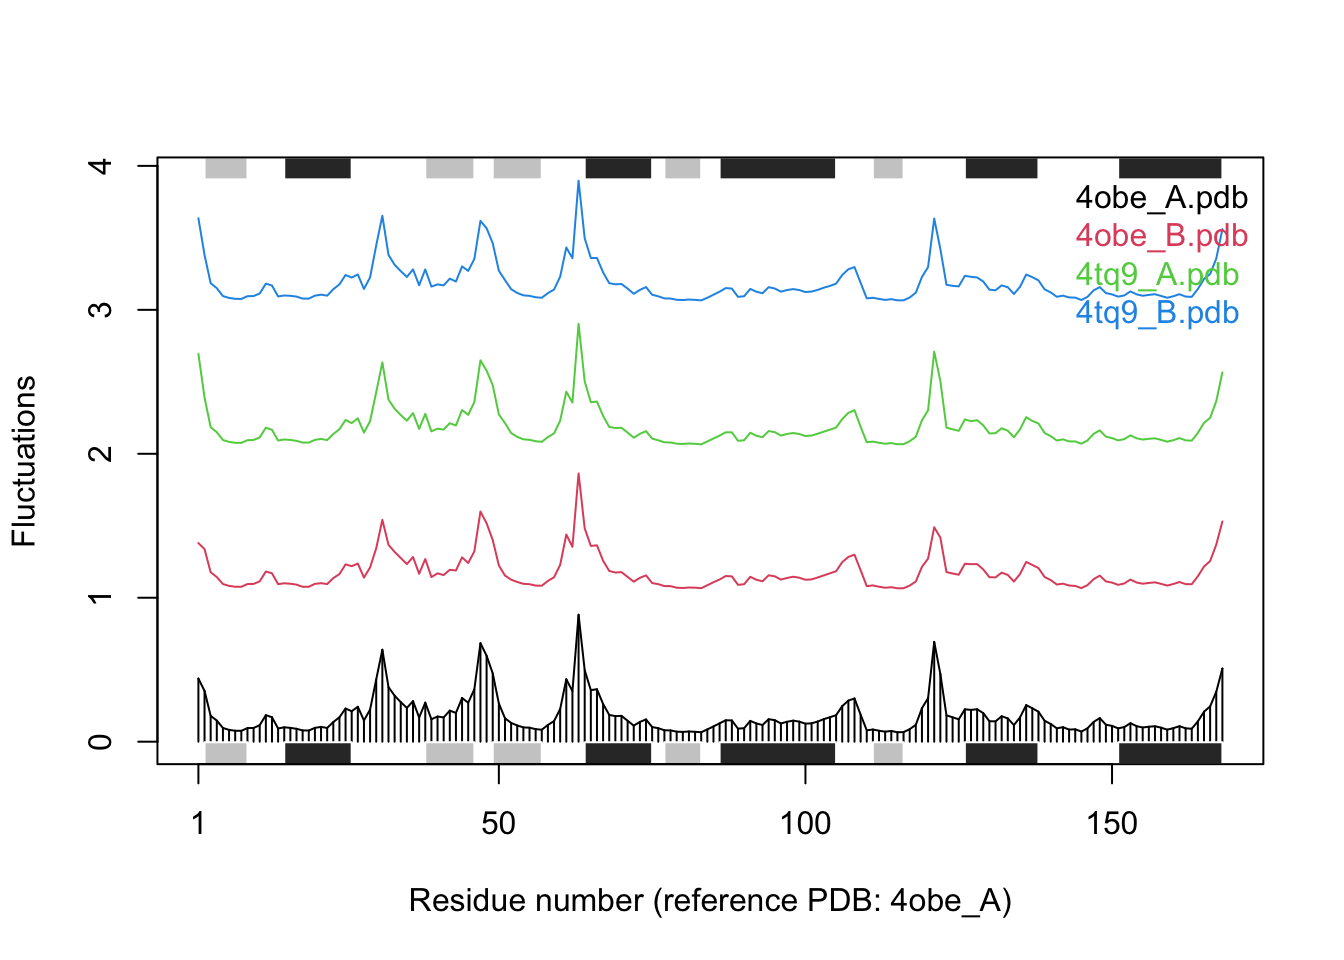 4
3
2
1
0
Fluctuations
4obe_A.pdb
4obe_B.pdb
4tq9_A.pdb
4tq9_B.pdb
1 50 100 150
Residue number (reference PDB: 4obe_A)